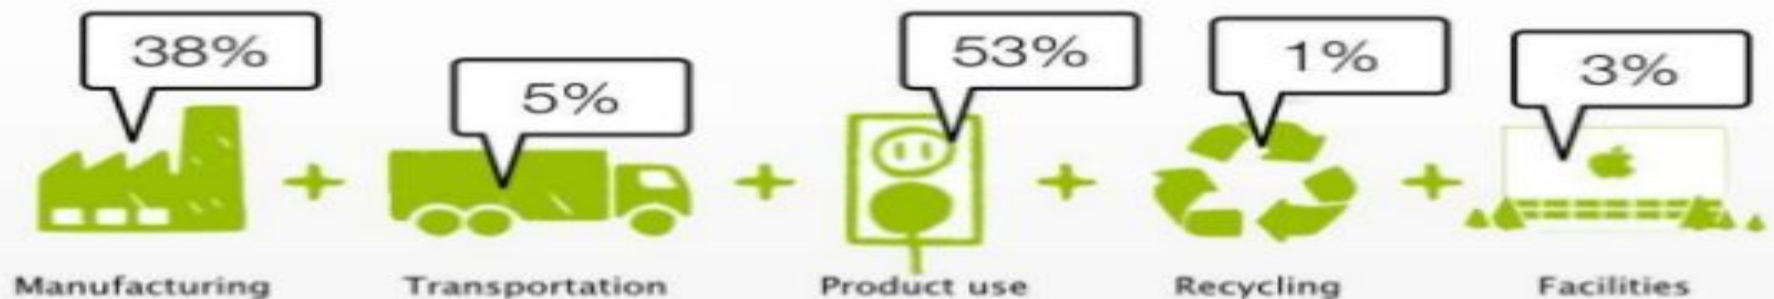 38%
5%
53%
1%
3%
Manufacturing
Transportation
Product use
Recycling
Facilities